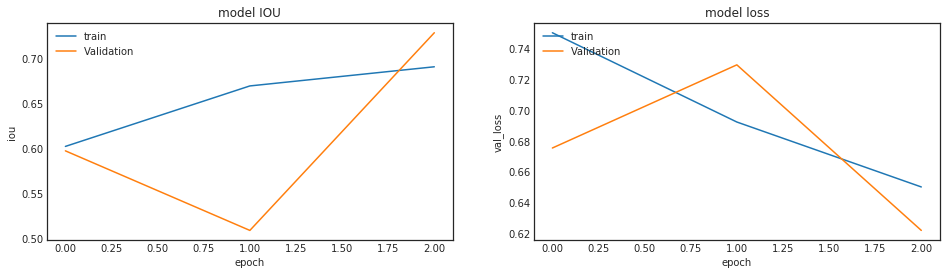 model IOU
train
Validation
0.70
0.65
0.60
0.55
0.50
iou
0.00 0.25 0.50 0.75 1.00 1.25 1.50 1.75 2.00
epoch
model loss
train
Validation
0.74
0.72
0.70
0.68
0.66
0.64
0.62
val_loss
0.00 0.25 0.50 0.75 1.00 1.25 1.50 1.75 2.00
epoch